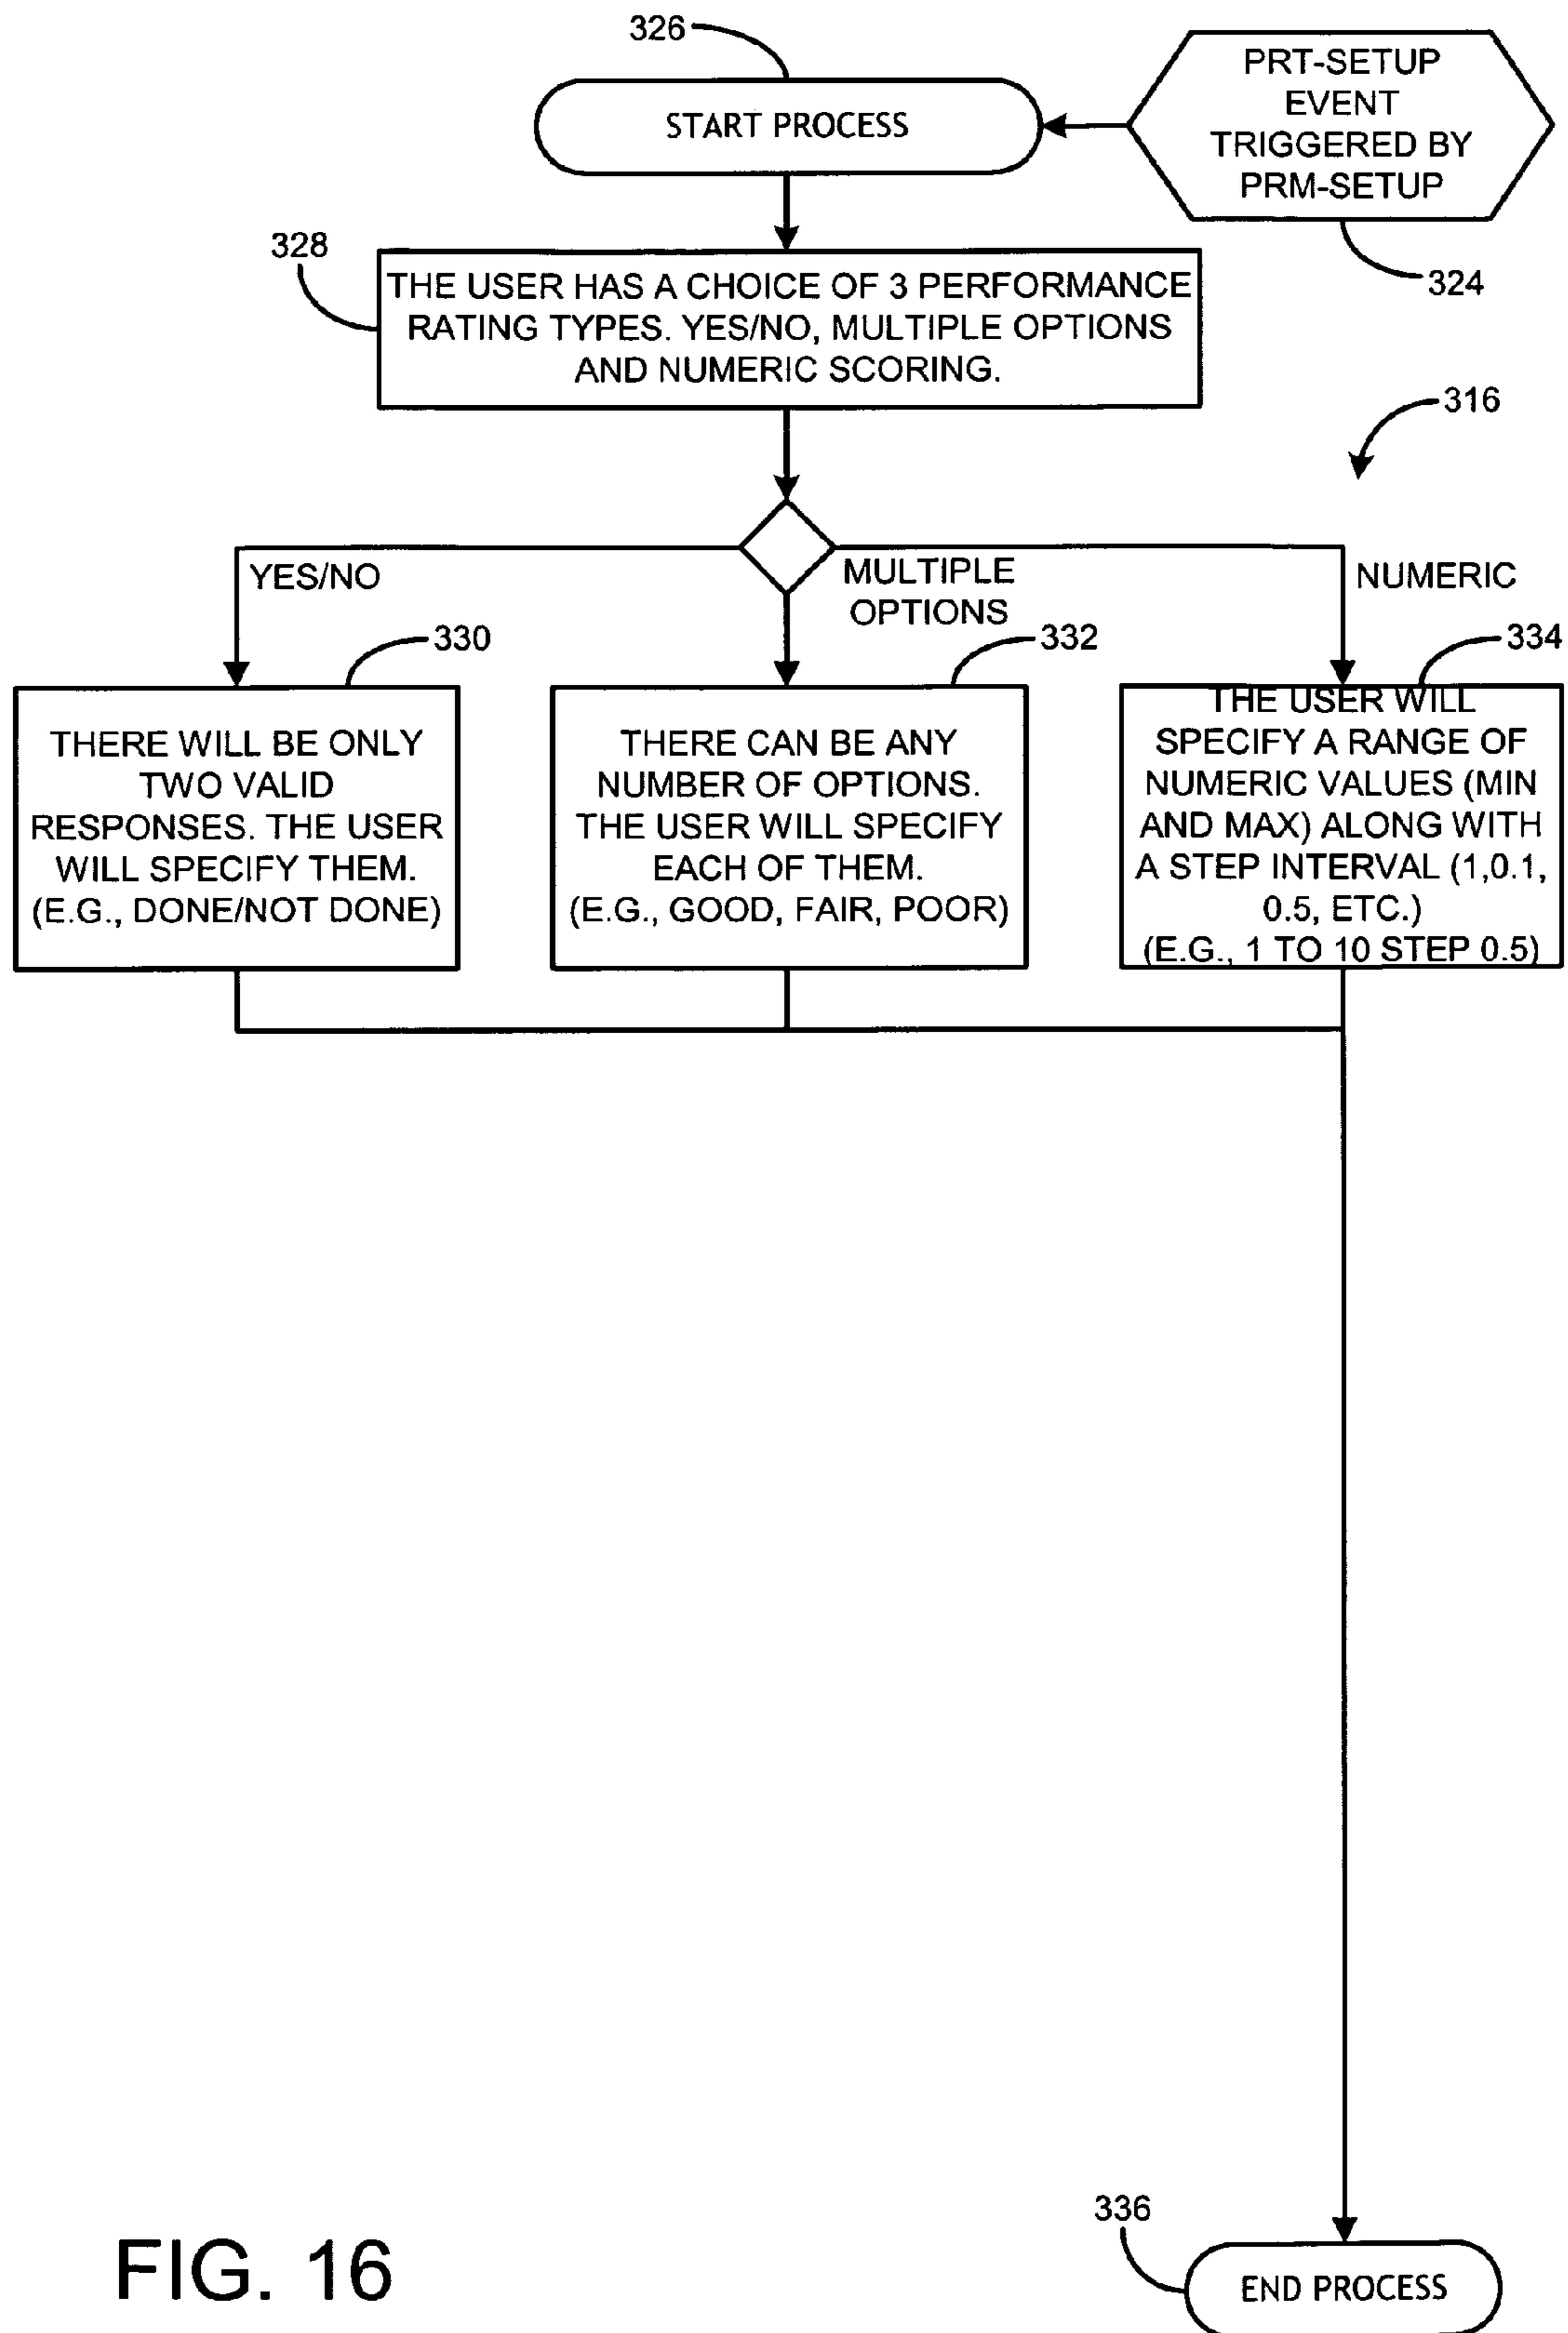 326
START PROCESS
PRT-SETUP
EVENT
TRIGGERED BY
PRM-SETUP
324
328
THE USER HAS A CHOICE OF 3 PERFORMANCE
RATING TYPES. YES/NO, MULTIPLE OPTIONS
AND NUMERIC SCORING.
316
YES/NO
MULTIPLE
OPTIONS
NUMERIC
330
332
334
THERE WILL BE ONLY
TWO VALID
RESPONSES. THE USER
WILL SPECIFY THEM.
(E.G., DONE/NOT DONE)
THERE CAN BE ANY
NUMBER OF OPTIONS.
THE USER WILL SPECIFY
EACH OF THEM.
(E.G., GOOD, FAIR, POOR)
THE USER WILL
SPECIFY A RANGE OF
NUMERIC VALUES (MIN
AND MAX) ALONG WITH
A STEP INTERVAL (1,0.1,
0.5, ETC.)
(E.G., 1 TO 10 STEP 0.5)
336
END PROCESS
FIG. 16